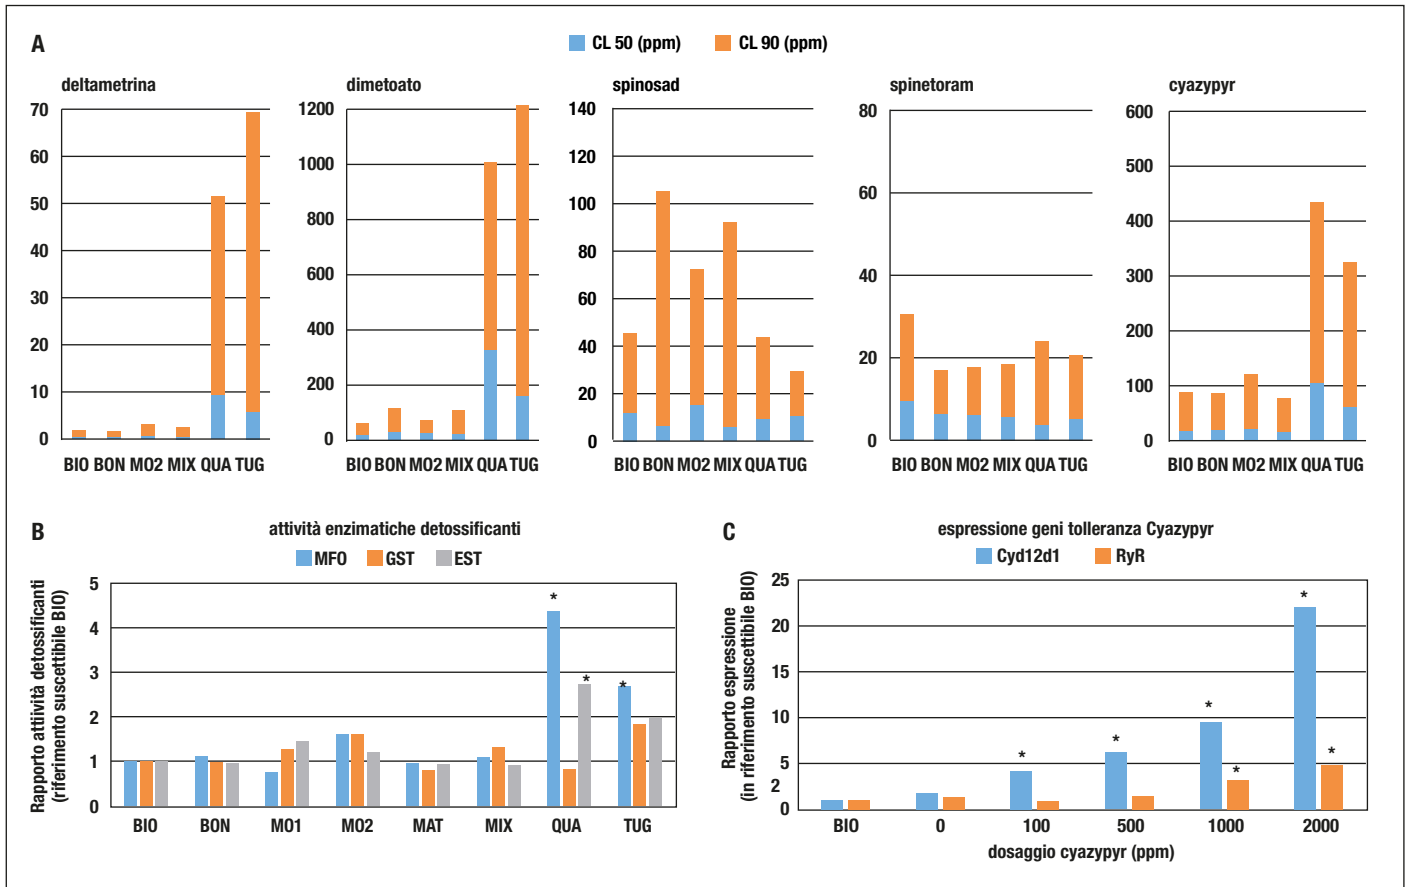 A
CL 50 (ppm) CL 90 (ppm)
deltametrina
70
60
50
40
30
20
10
0
BIO BON MO2 MIX QUA TUG
dimetoato
1200
1000
800
600
400
200
0
BIO BON MO2 MIX QUA TUG
spinosad
140
120
100
80
60
40
20
0
BIO BON MO2 MIX QUA TUG
spinetoram
80
60
40
20
0
BIO BON MO2 MIX QUA TUG
cyazypyr
600
500
400
300
200
100
0
BIO BON MO2 MIX QUA TUG
B
attività enzimatiche detossificanti
MFO GST EST
Rapporto attività detossificanti
(riferimento suscettibile BIO)
5
4
3
2
1
0
* * *
BIO BON MO1 MO2 MAT MIX QUA TUG
C
espressione geni tolleranza Cyazypyr
Cyd12d1 RyR
Rapporto espressione
(in riferimento suscettibile BIO)
25
20
15
10
5
2
0
* * * * * *
BIO 0 100 500 1000 2000
dosaggio cyazypyr (ppm)